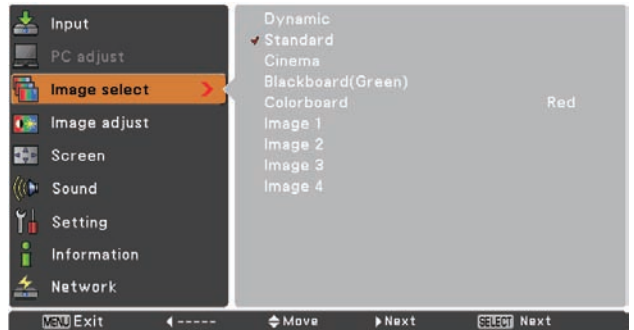 Input
PC adjust
Image select
Image adjust
Screen
Sound
Setting
Information
Network
Dynamic
Standard
Cinema
Blackboard(Green)
Colorboard Red
Image 1
Image 2
Image 3
Image 4
MENU Exit ----- Move Next SELECT Next